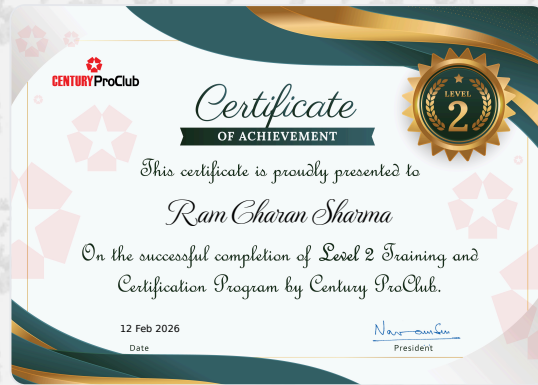 CENTURY ProClub
LEVEL
2
Certificate
OF ACHIEVEMENT
This certificate is proudly presented to
Ram Charan Sharma
On the successful completion of Level 2 Training and
Certification Program by Century ProClub.
12 Feb 2026
Date
President